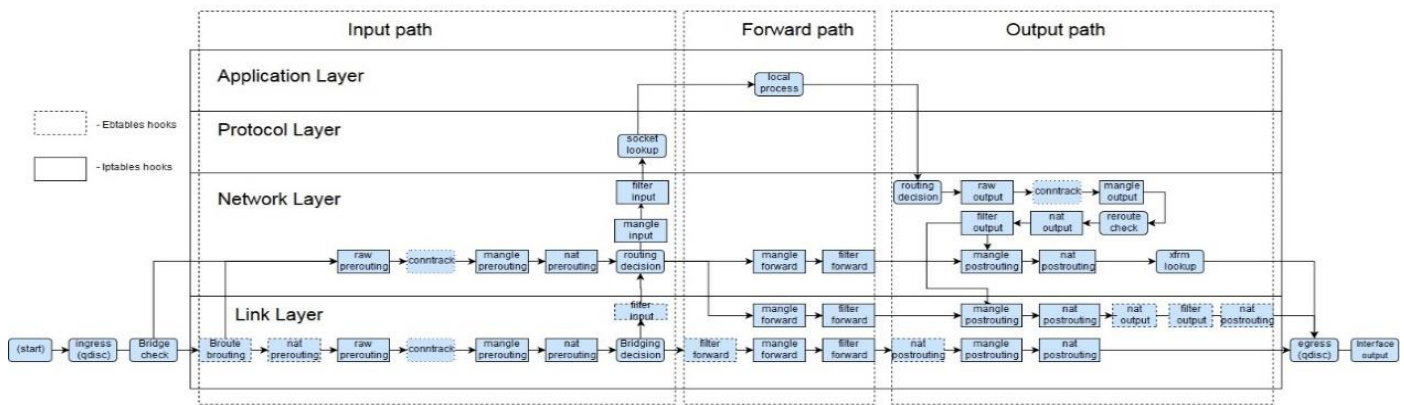 Input path
Forward path
Output path
Application Layer
local
process
- Ebtables hooks
Protocol Layer
socket
lookup
- Iptables hooks
Network Layer
filter
input
routing
decision
raw
output
conntrack
mangle
output
mangle
input
filter
output
nat
output
reroute
check
raw
prerouting
conntrack
mangle
prerouting
nat
prerouting
routing
decision
mangle
forward
filter
forward
mangle
postrouting
nat
postrouting
xfrm
lookup
Link Layer
filter
input
mangle
forward
filter
forward
mangle
postrouting
nat
postrouting
nat
output
filter
output
nat
postrouting
(start)
ingress
(qdisc)
Bridge
check
Broute
brouting
nat
prerouting
raw
prerouting
conntrack
mangle
prerouting
nat
prerouting
Bridging
decision
filter
forward
mangle
forward
filter
forward
nat
postrouting
mangle
postrouting
nat
postrouting
egress
(qdisc)
Interface
output